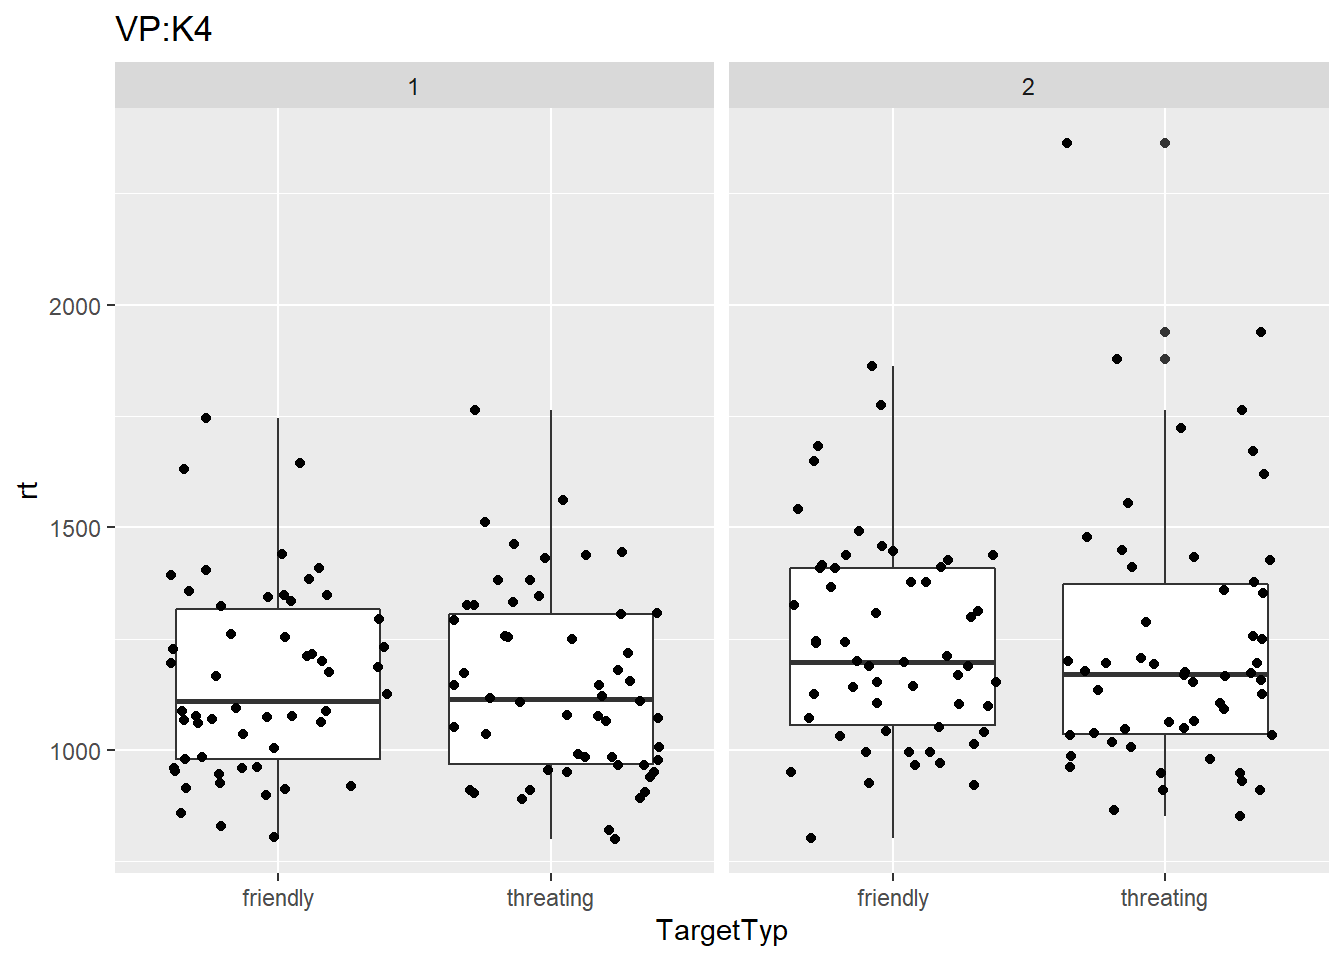 VP:K4
1
2
rt
2000
1500
1000
friendly
threating
friendly
threating
TargetTyp